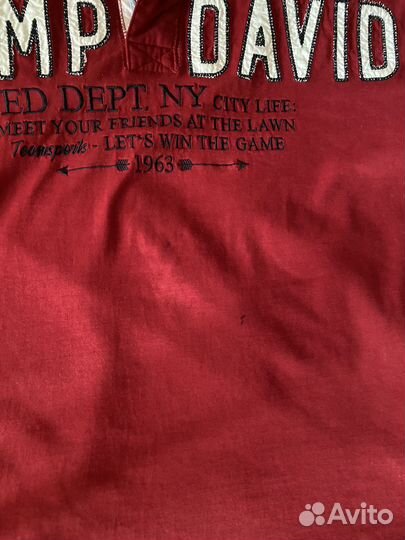 MP DAVID
ED DEPT. NY CITY LIFE:
MEET YOUR FRIENDS AT THE LAWN
Teamsports - LET'S WIN THE GAME
1963
Avito